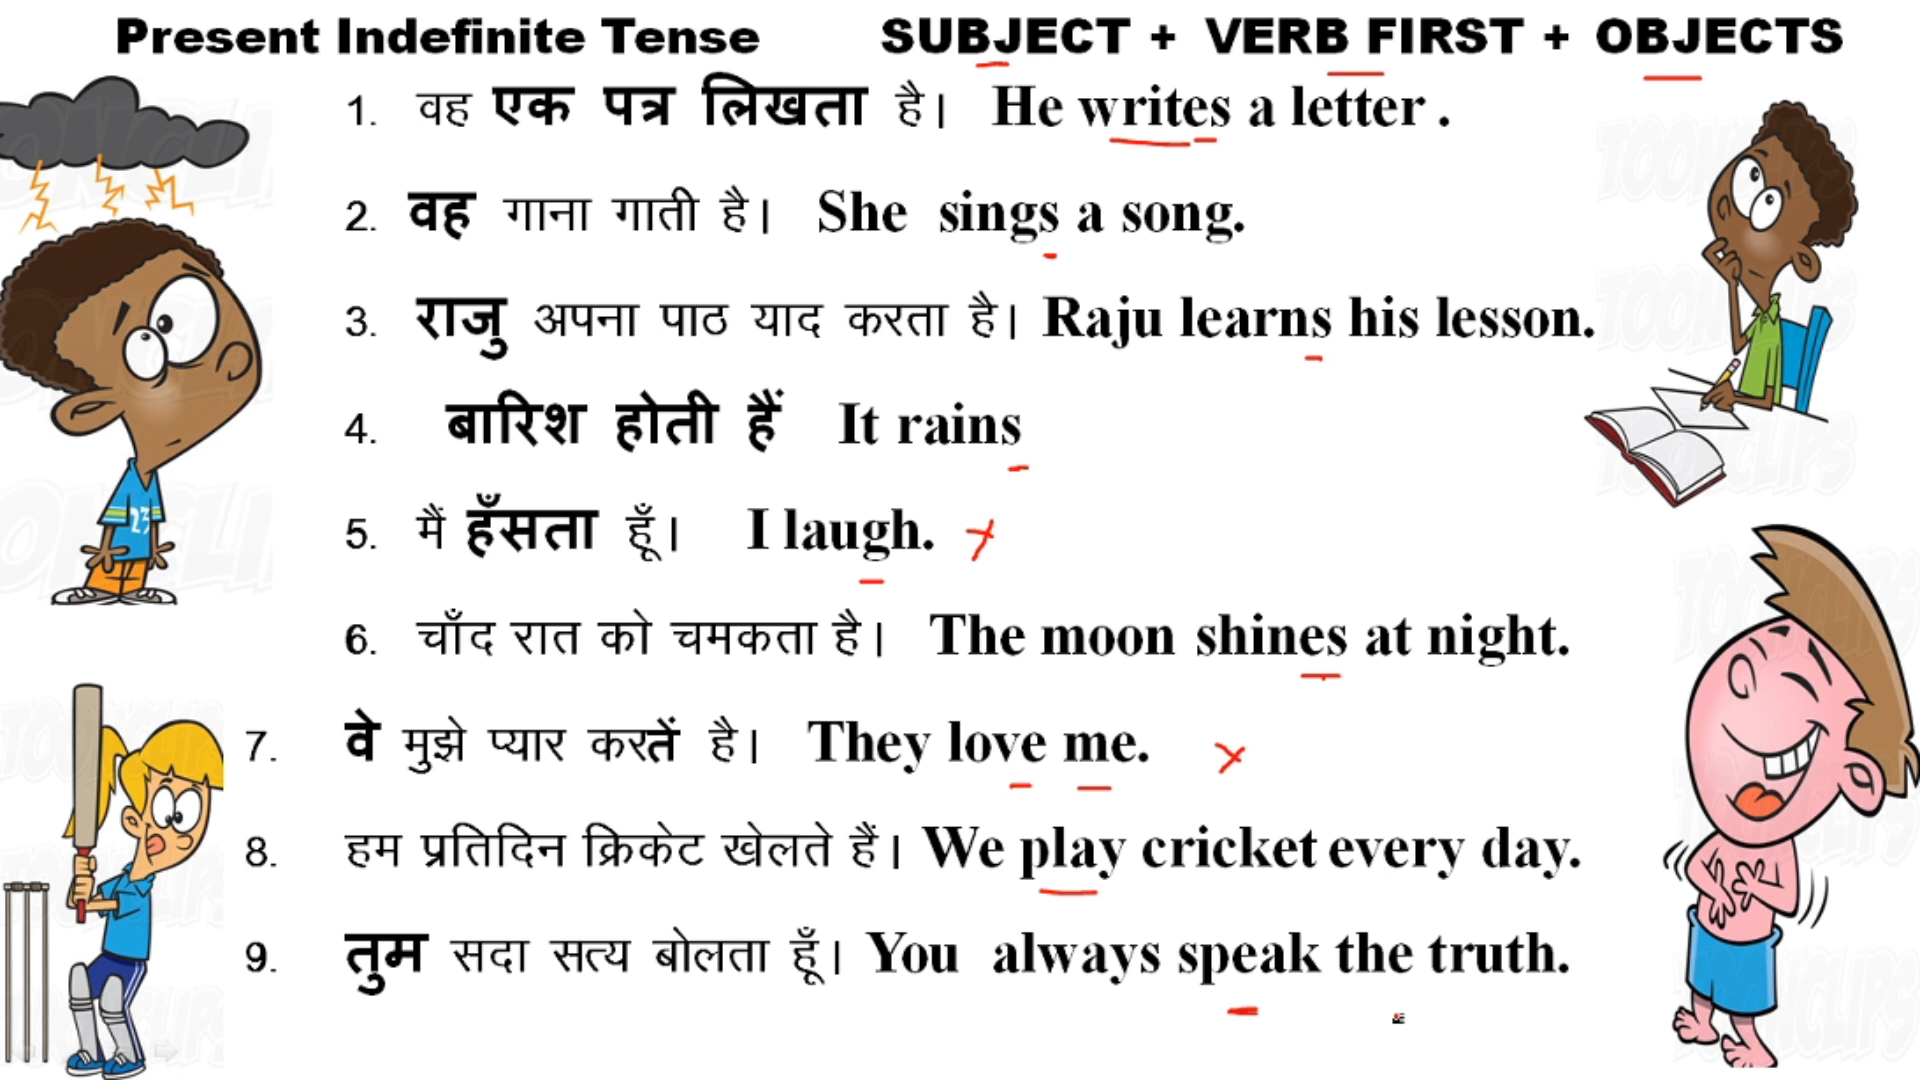 Present Indefinite Tense SUBJECT + VERB FIRST + OBJECTS
1. वह एक पत्र लिखता है। He writes a letter .
2. वह गाना गाती है। She sings a song.
3. राजु अपना पाठ याद करता है। Raju learns his lesson.
4. बारिश होती हैं It rains
5. मैं हँसता हूँ। I laugh.
6. चाँद रात को चमकता है। The moon shines at night.
7. वे मुझे प्यार करतें है। They love me.
8. हम प्रतिदिन क्रिकेट खेलते हैं। We play cricket every day.
9. तुम सदा सत्य बोलता हूँ। You always speak the truth.
23